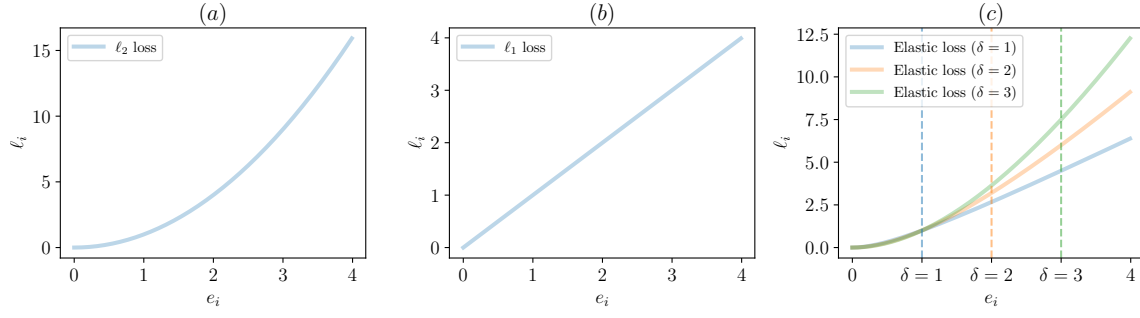 (a)
ℓ₂ loss
15
10
5
0
0 1 2 3 4
ℓᵢ
eᵢ
(b)
ℓ₁ loss
4
3
2
1
0
0 1 2 3 4
ℓᵢ
eᵢ
(c)
Elastic loss (δ = 1)
Elastic loss (δ = 2)
Elastic loss (δ = 3)
12.5
10.0
7.5
5.0
2.5
0.0
0 δ = 1 δ = 2 δ = 3 4
ℓᵢ
eᵢ